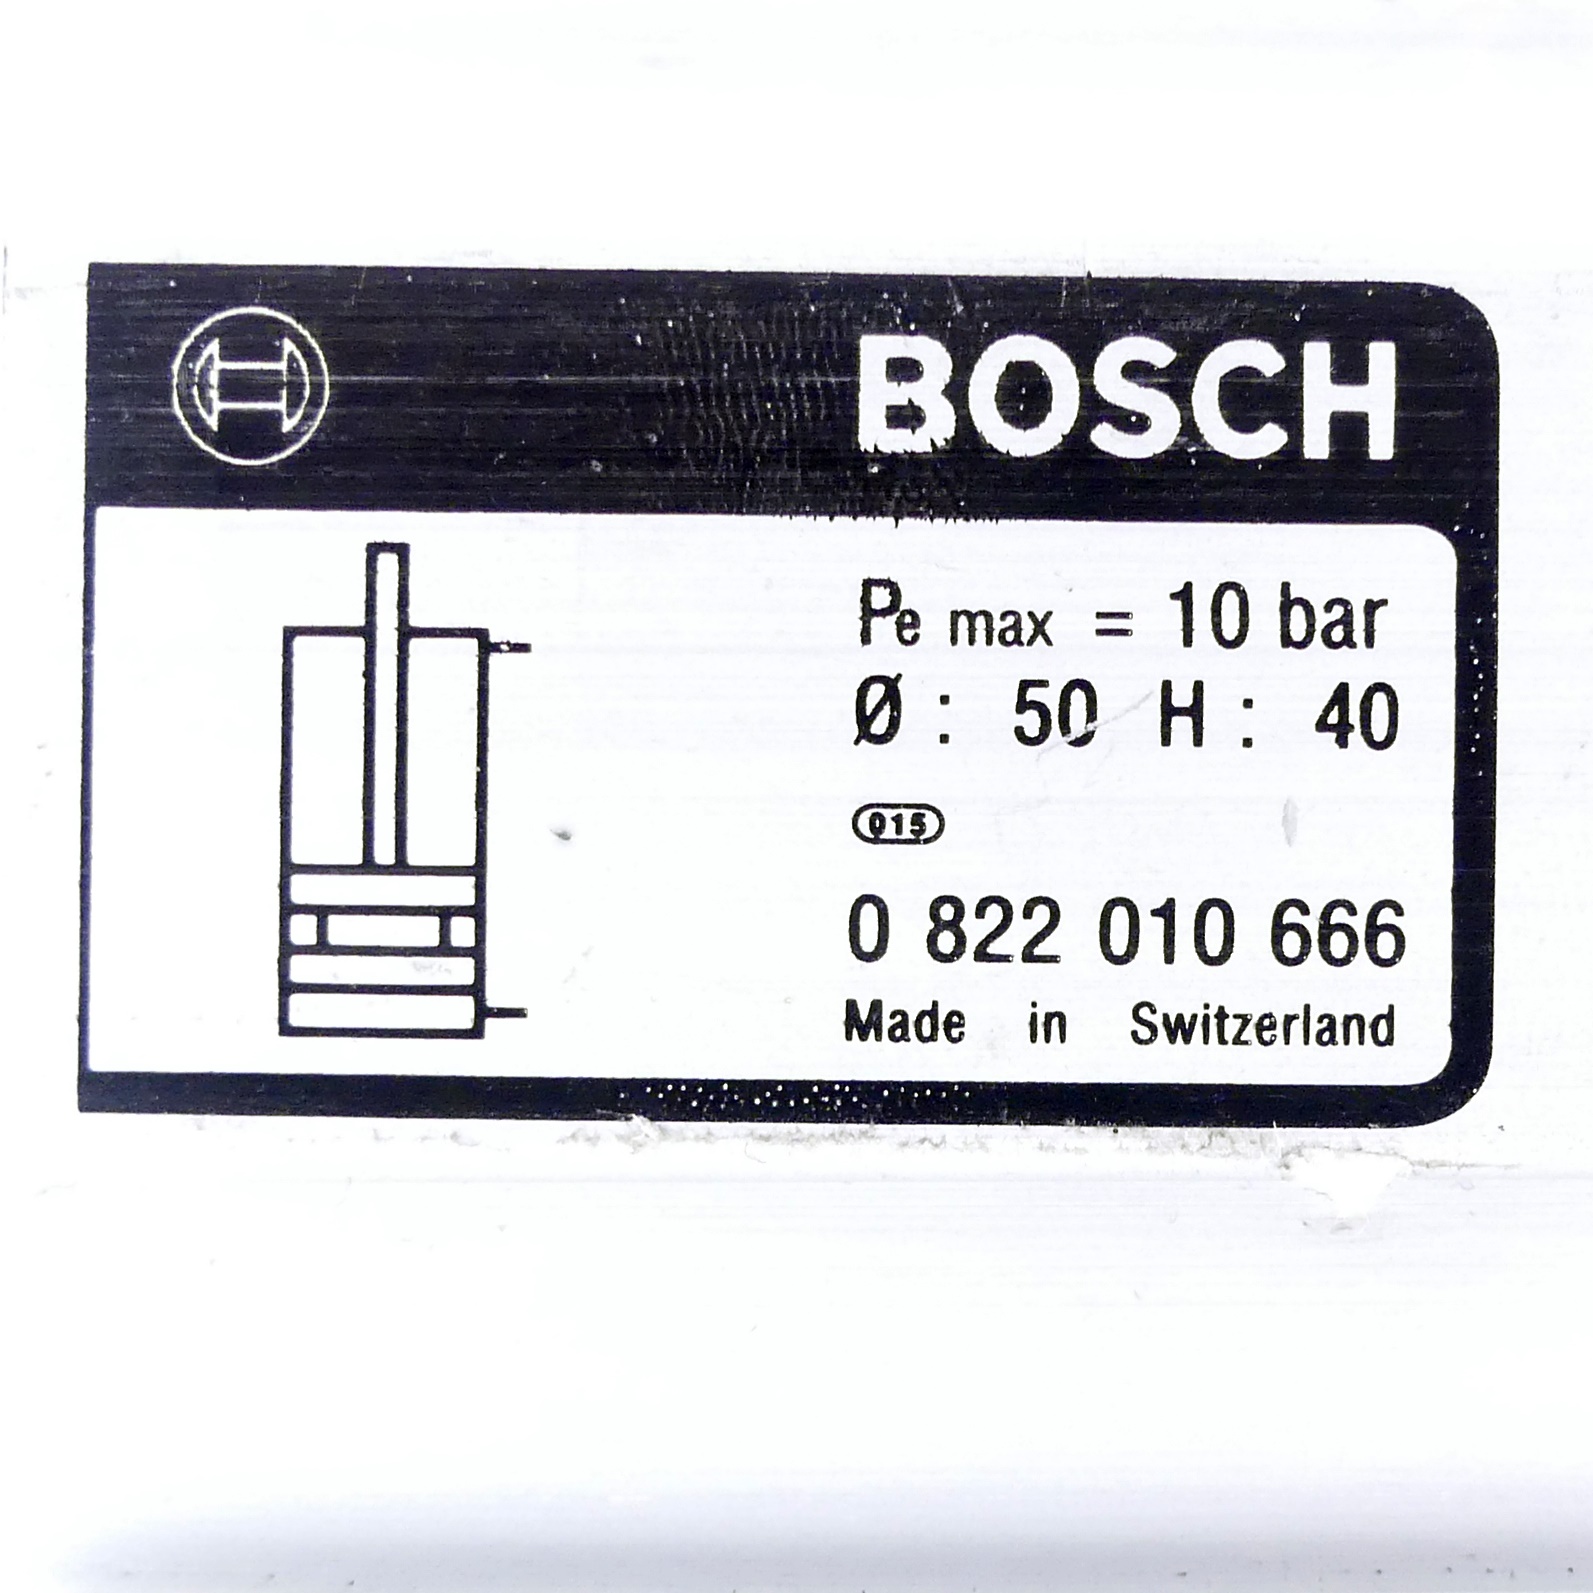 BOSCH
Pe max = 10 bar
Ø : 50 H : 40
015
0 822 010 666
Made in Switzerland